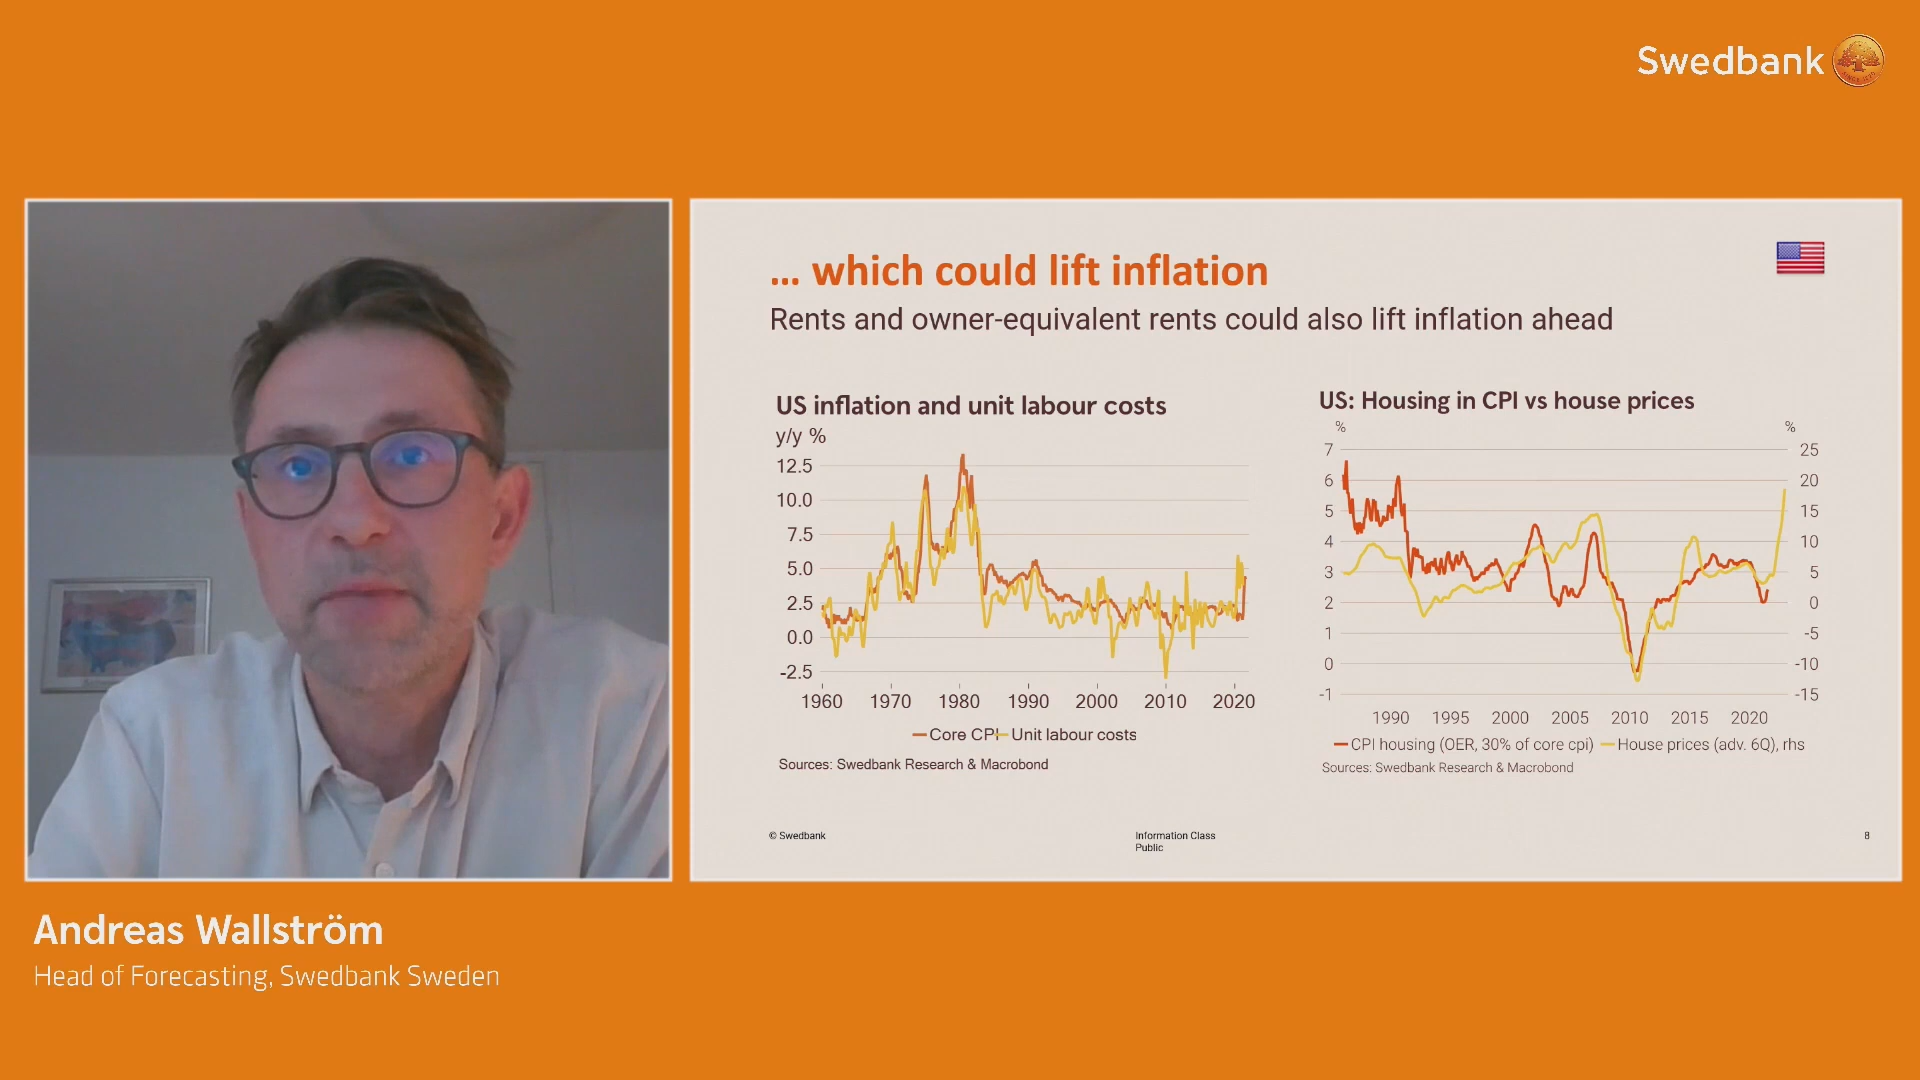 Swedbank
... which could lift inflation
Rents and owner-equivalent rents could also lift inflation ahead
US inflation and unit labour costs
y/y %
12.5
10.0
7.5
5.0
2.5
0.0
-2.5
1960 1970 1980 1990 2000 2010 2020
Core CPI Unit labour costs
Sources: Swedbank Research & Macrobond
US: Housing in CPI vs house prices
% %
7 25
6 20
5 15
4 10
3 5
2 0
1 -5
0 -10
-1 -15
1990 1995 2000 2005 2010 2015 2020
CPI housing (OER, 30% of core cpi) House prices (adv. 6Q), rhs
Sources: Swedbank Research & Macrobond
© Swedbank
Information Class
Public
8
Andreas Wallström
Head of Forecasting, Swedbank Sweden